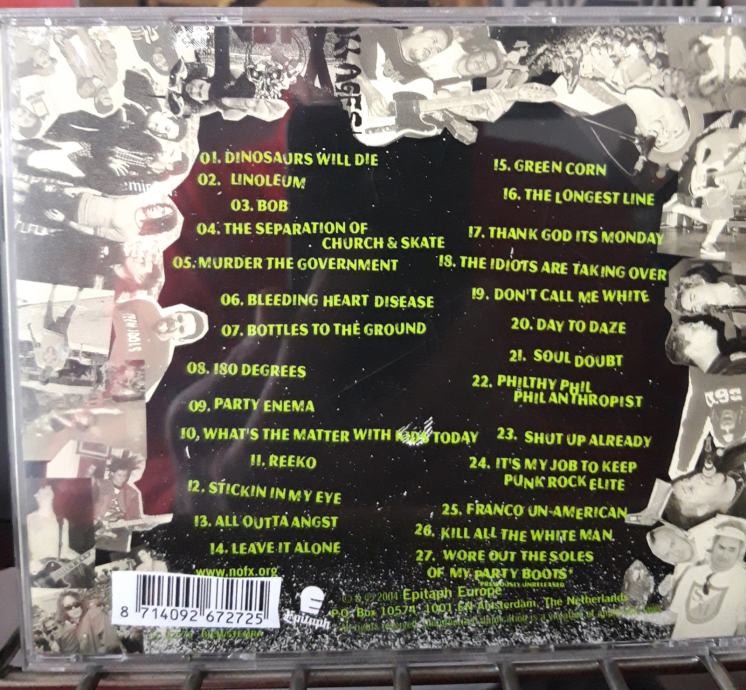 NOFX
01. DINOSAURS WILL DIE
02. LINOLEUM
03. BOB
04. THE SEPARATION OF
CHURCH & SKATE
05. MURDER THE GOVERNMENT
06. BLEEDING HEART DISEASE
07. BOTTLES TO THE GROUND
08. 180 DEGREES
09. PARTY ENEMA
10, WHAT'S THE MATTER WITH KIDS TODAY
11. REEKO
12. STICKIN IN MY EYE
13. ALL OUTTA ANGST
14. LEAVE IT ALONE
15. GREEN CORN
16. THE LONGEST LINE
17. THANK GOD ITS MONDAY
18. THE IDIOTS ARE TAKING OVER
19. DON'T CALL ME WHITE
20. DAY TO DAZE
21. SOUL DOUBT
22. PHILTHY PHIL
PHILANTHROPIST
23. SHUT UP ALREADY
24. IT'S MY JOB TO KEEP
PUNK ROCK ELITE
25. FRANCO UN-AMERICAN
26. KILL ALL THE WHITE MAN
27. WORE OUT THE SOLES
OF MY PARTY BOOTS*
PREVIOUSLY UNRELEASED
www.nofx.org
8 714092 672725
Epitaph
2004 Epitaph Europe
P.O. Box 10574, 1001 EN Amsterdam, The Netherlands